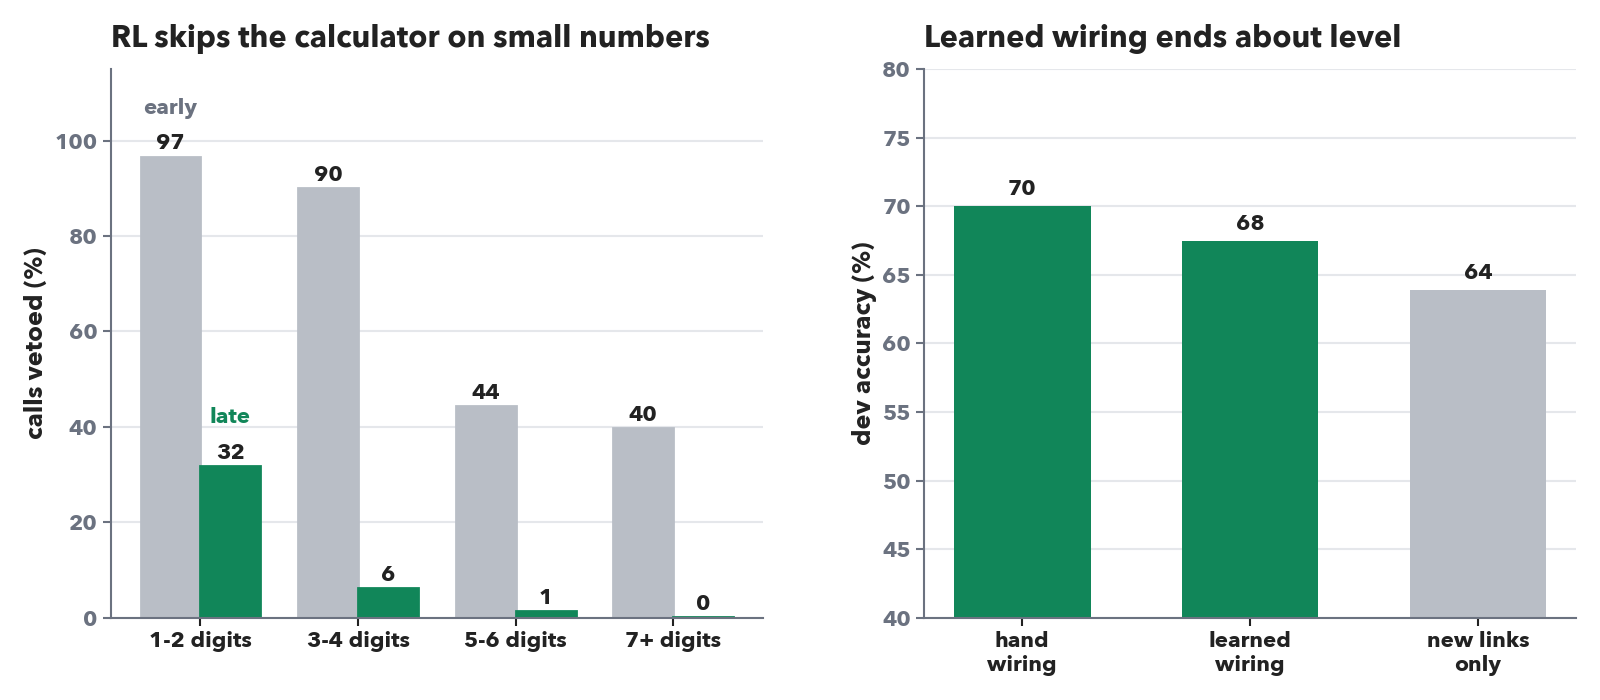 RL skips the calculator on small numbers
calls vetoed (%)
100
80
60
40
20
0
early
97
late
32
90
6
44
1
40
0
1-2 digits
3-4 digits
5-6 digits
7+ digits
Learned wiring ends about level
dev accuracy (%)
80
75
70
65
60
55
50
45
40
70
68
64
hand
wiring
learned
wiring
new links
only